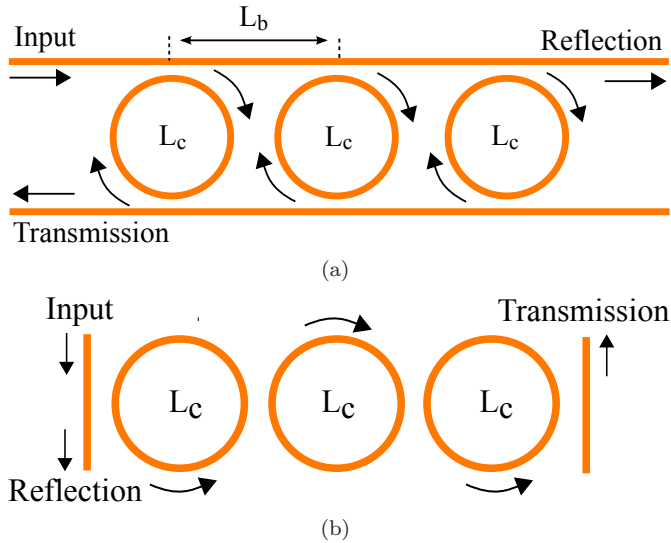 L_b
Input Reflection
L_c L_c L_c
Transmission
(a)
Input Transmission
L_c L_c L_c
Reflection
(b)